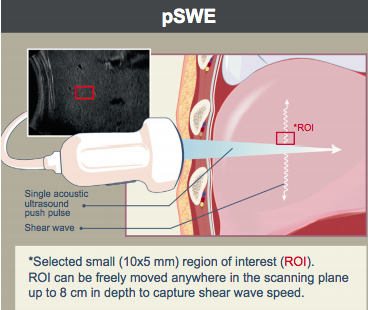 pSWE
*ROI
Single acoustic
ultrasound
push pulse
Shear wave
*Selected small (10x5 mm) region of interest (ROI).
ROI can be freely moved anywhere in the scanning plane
up to 8 cm in depth to capture shear wave speed.